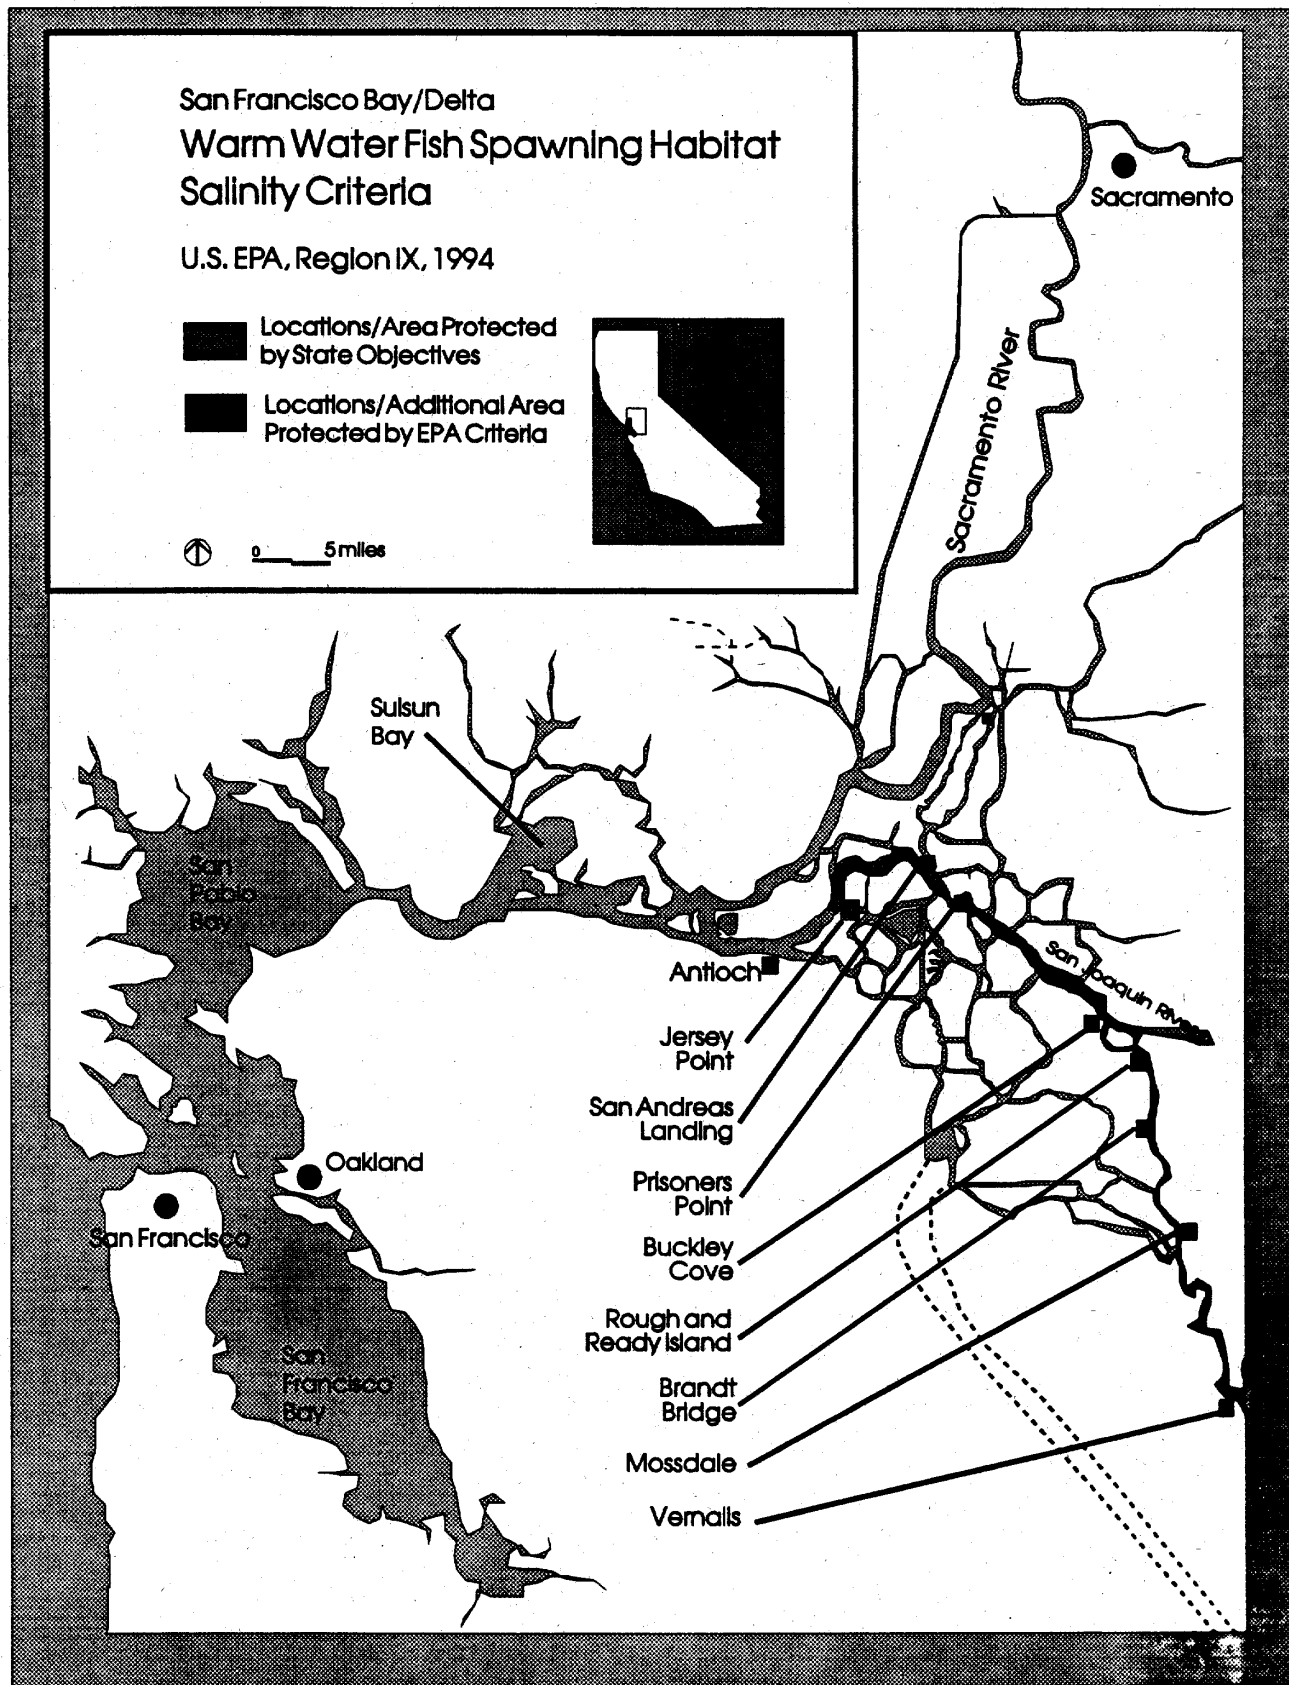 San Francisco Bay/Delta
Warm Water Fish Spawning Habitat
Salinity Criteria
U.S. EPA, Region IX, 1994
Locations/Area Protected
by State Objectives
Locations/Additional Area
Protected by EPA Criteria
0 5 miles
Sacramento
Sacramento River
Suisun
Bay
San
Pablo
Bay
Antioch
San Joaquin River
Jersey
Point
San Andreas
Landing
Prisoners
Point
Oakland
San Francisco
Buckley
Cove
Rough and
Ready Island
San
Francisco
Bay
Brandt
Bridge
Mossdale
Vernalis